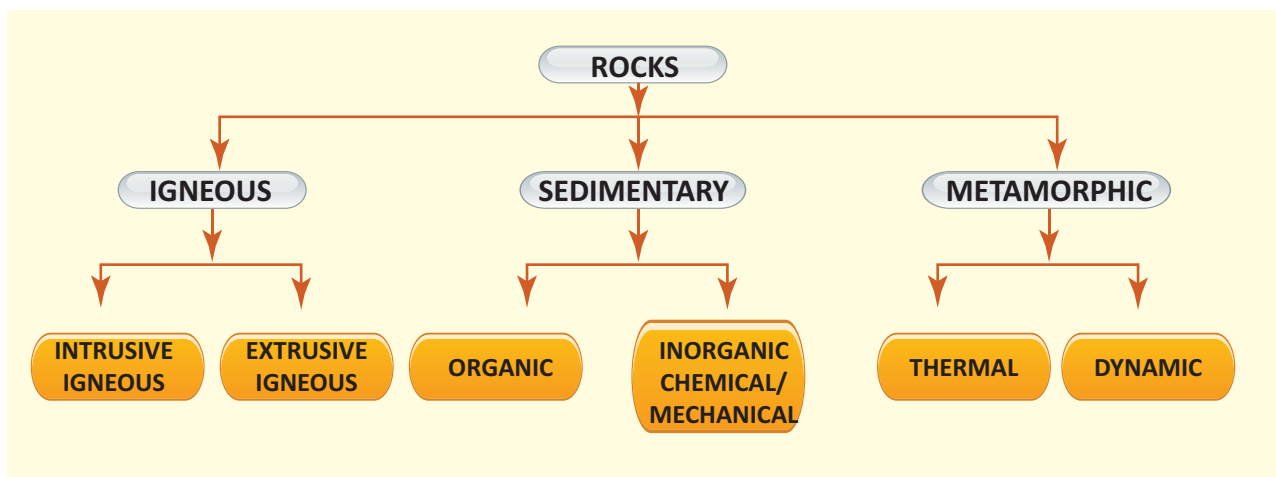 ROCKS
IGNEOUS
SEDIMENTARY
METAMORPHIC
INTRUSIVE
IGNEOUS
EXTRUSIVE
IGNEOUS
ORGANIC
INORGANIC
CHEMICAL/
MECHANICAL
THERMAL
DYNAMIC